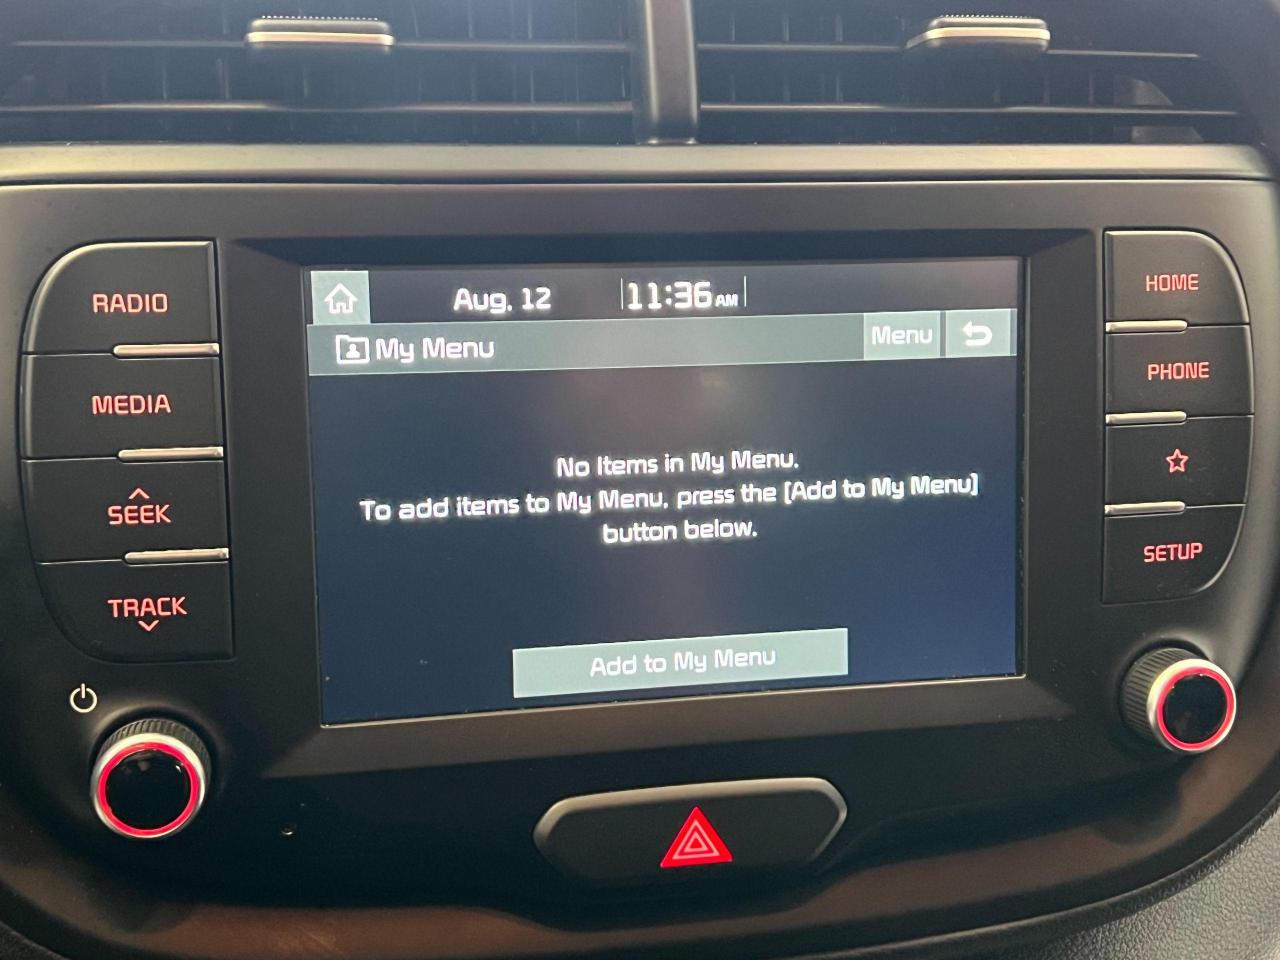 RADIO
MEDIA
SEEK
TRACK
Aug. 12
11:36 AM
My Menu
Menu
No Items in My Menu.
To add items to My Menu, press the [Add to My Menu]
button below.
Add to My Menu
HOME
PHONE
SETUP